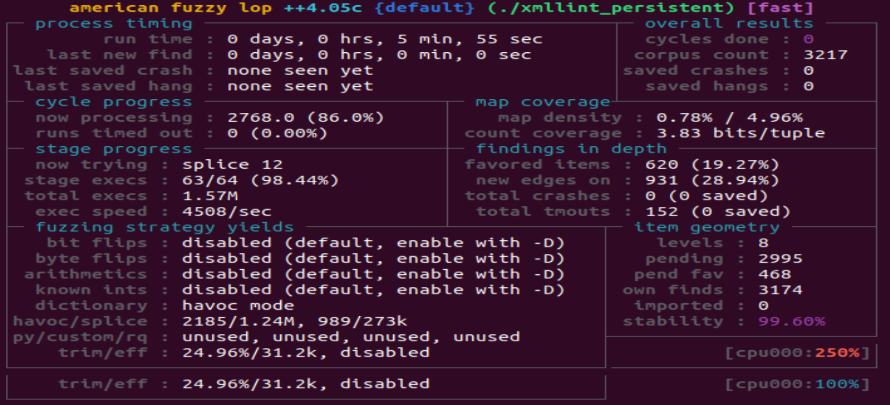 american fuzzy lop ++4.05c {default} (./xmllint_persistent) [fast]
process timing overall results
run time : 0 days, 0 hrs, 5 min, 55 sec cycles done : 0
last new find : 0 days, 0 hrs, 0 min, 0 sec corpus count : 3217
last saved crash : none seen yet saved crashes : 0
last saved hang : none seen yet saved hangs : 0
cycle progress map coverage
now processing : 2768.0 (86.0%) map density : 0.78% / 4.96%
runs timed out : 0 (0.00%) count coverage : 3.83 bits/tuple
stage progress findings in depth
now trying : splice 12 favored items : 620 (19.27%)
stage execs : 63/64 (98.44%) new edges on : 931 (28.94%)
total execs : 1.57M total crashes : 0 (0 saved)
exec speed : 4508/sec total tmouts : 152 (0 saved)
fuzzing strategy yields item geometry
bit flips : disabled (default, enable with -D) levels : 8
byte flips : disabled (default, enable with -D) pending : 2995
arithmetics : disabled (default, enable with -D) pend fav : 468
known ints : disabled (default, enable with -D) own finds : 3174
dictionary : havoc mode imported : 0
havoc/splice : 2185/1.24M, 989/273k stability : 99.60%
py/custom/rq : unused, unused, unused, unused
trim/eff : 24.96%/31.2k, disabled [cpu000:250%]
trim/eff : 24.96%/31.2k, disabled [cpu000:100%]